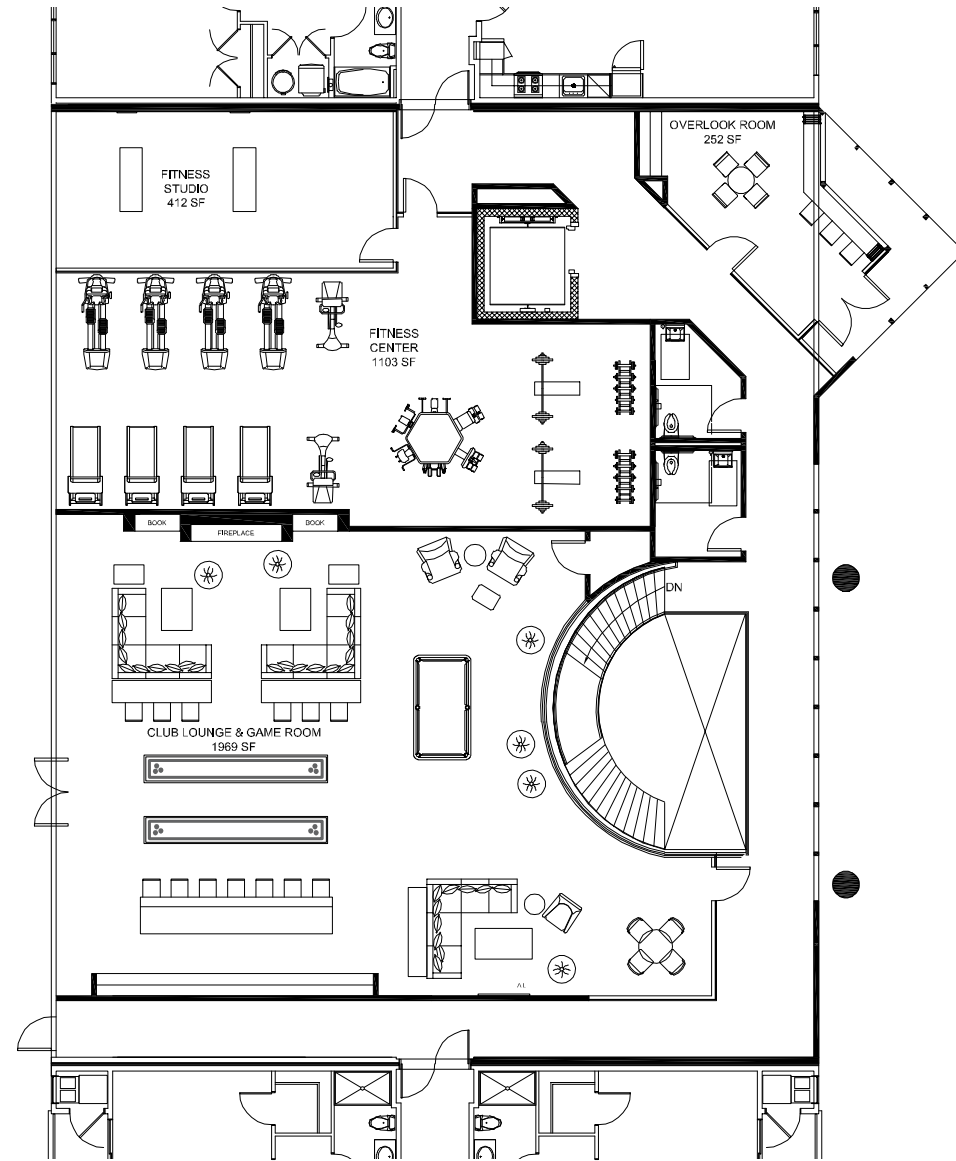 OVERLOOK ROOM
252 SF
FITNESS
STUDIO
412 SF
FITNESS
CENTER
1103 SF
BOOK
FIREPLACE
BOOK
DN
CLUB LOUNGE & GAME ROOM
1969 SF